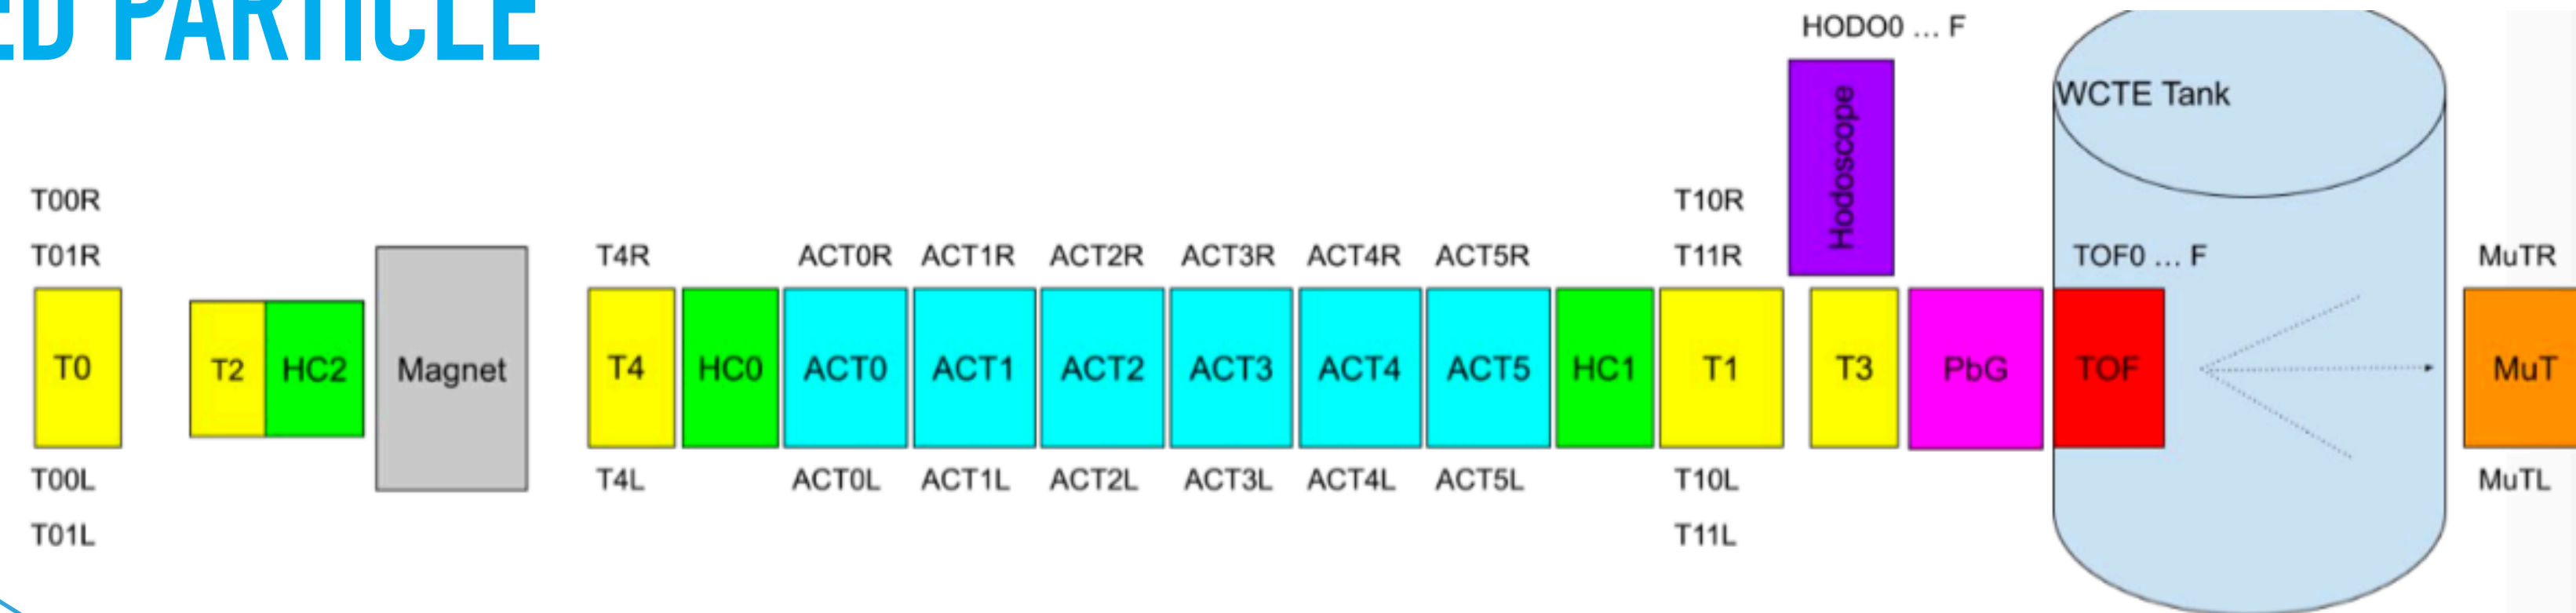 ED PARTICLE
HODO0 ... F
Hodoscope
WCTE Tank
T00R
T10R
T01R
T4R ACT0R ACT1R ACT2R ACT3R ACT4R ACT5R
T11R
TOF0 ... F
MuTR
T0 T2 HC2 Magnet T4 HC0 ACT0 ACT1 ACT2 ACT3 ACT4 ACT5 HC1 T1 T3 PbG TOF MuT
T00L T4L ACT0L ACT1L ACT2L ACT3L ACT4L ACT5L T10L MuTL
T01L T11L